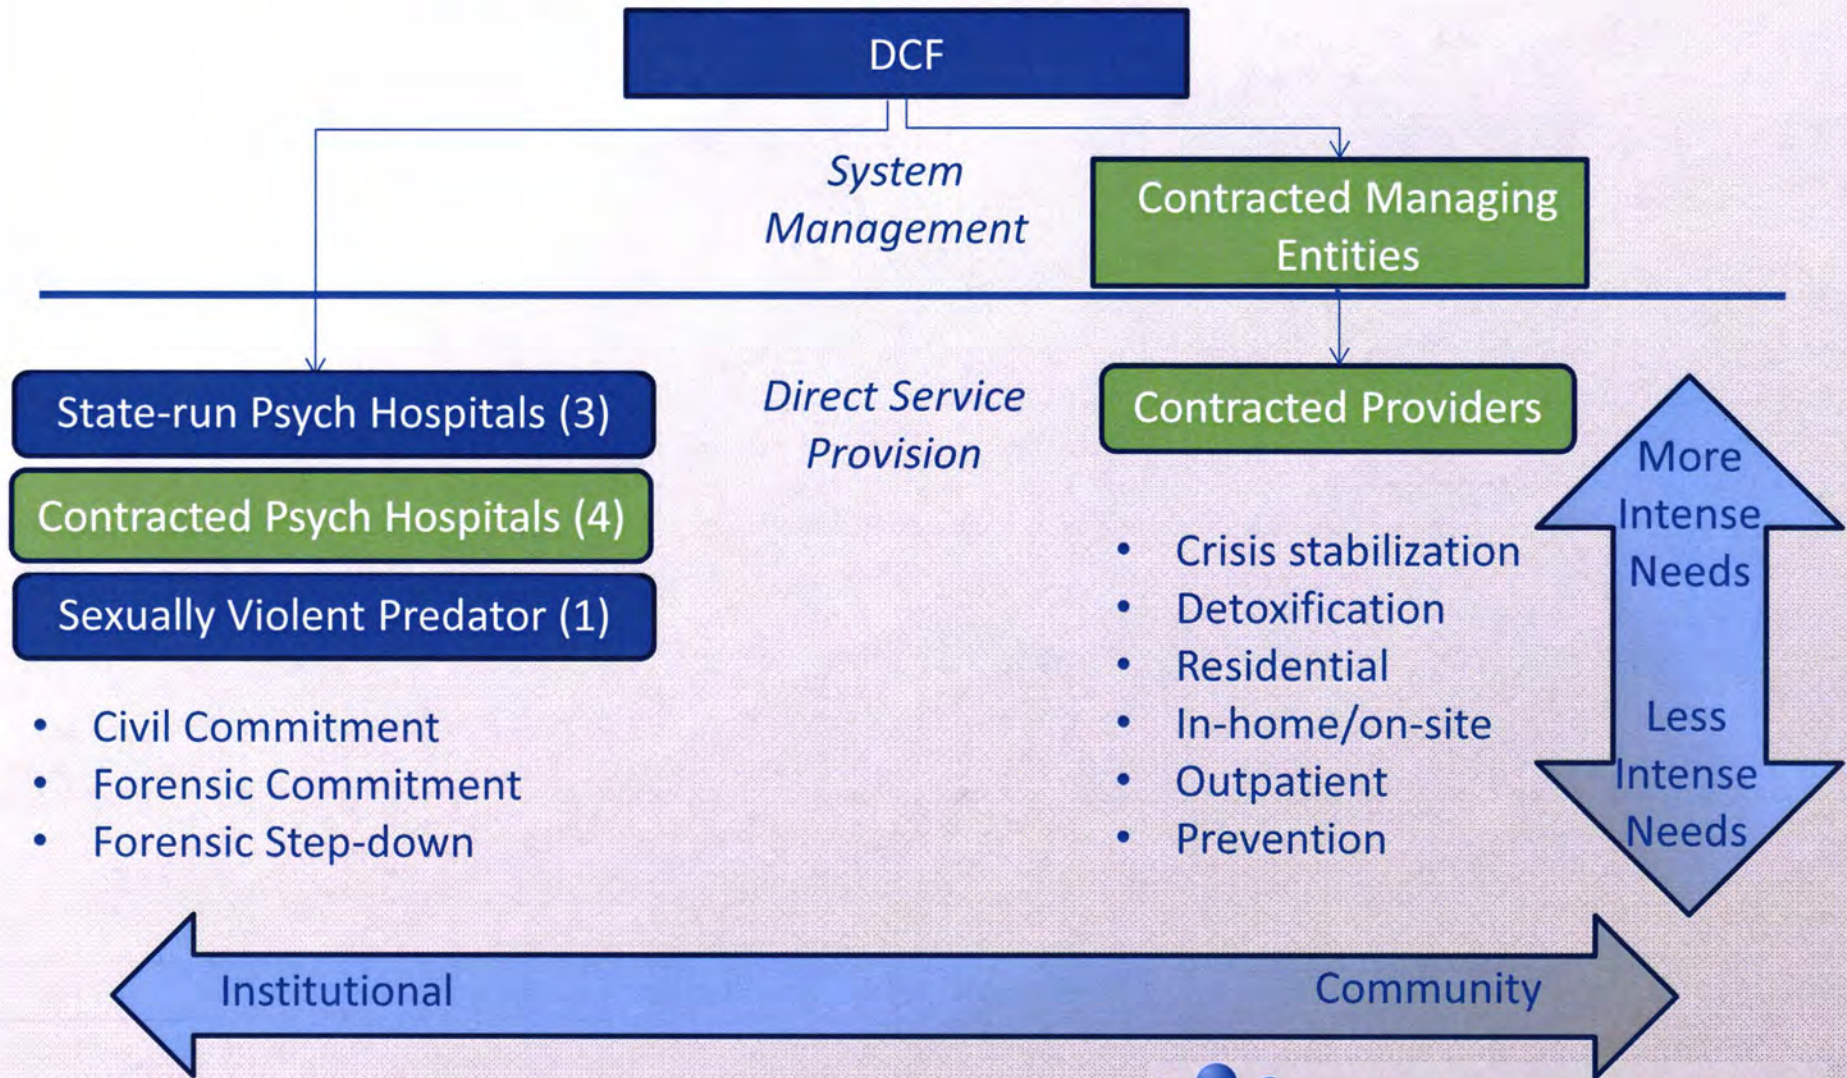 DCF
System
Management
Contracted Managing
Entities
State-run Psych Hospitals (3)
Contracted Psych Hospitals (4)
Sexually Violent Predator (1)
• Civil Commitment
• Forensic Commitment
• Forensic Step-down
Direct Service
Provision
Contracted Providers
• Crisis stabilization
• Detoxification
• Residential
• In-home/on-site
• Outpatient
• Prevention
More
Intense
Needs
Less
Intense
Needs
Institutional
Community